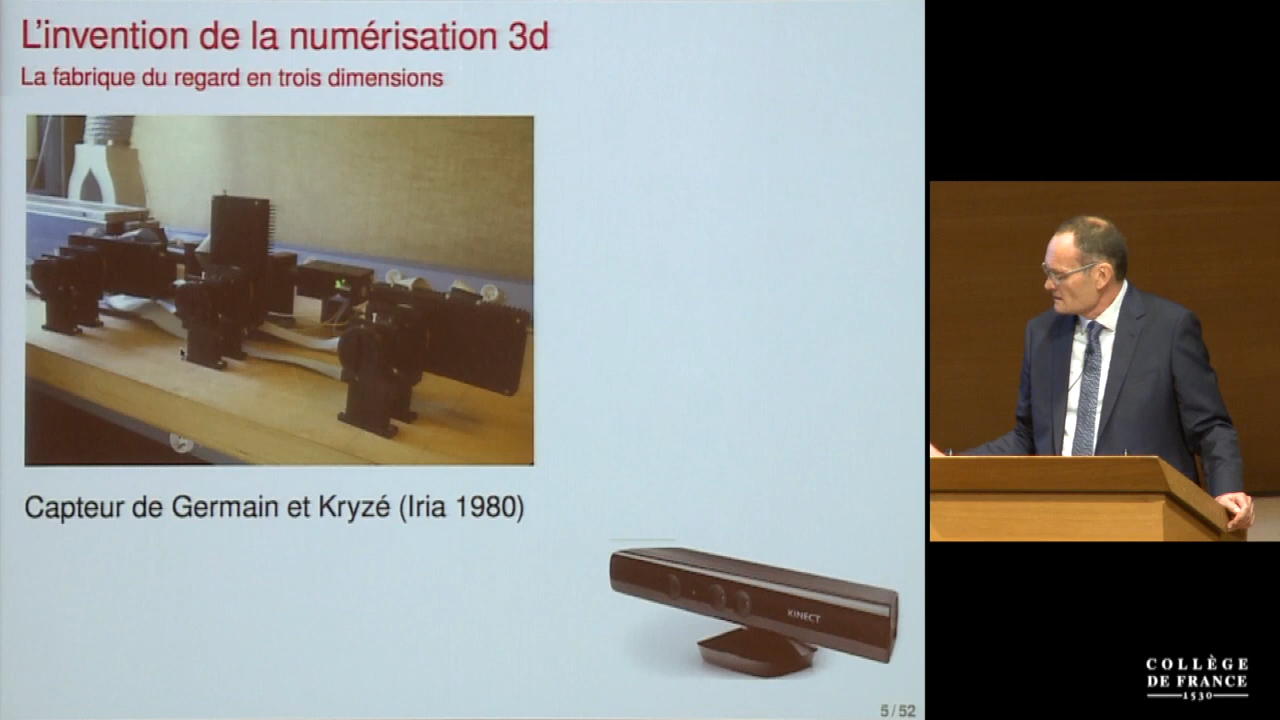 L'invention de la numérisation 3d
La fabrique du regard en trois dimensions
Capteur de Germain et Kryzé (Iria 1980)
KINECT
5 / 52
COLLÈGE
DE FRANCE
1530